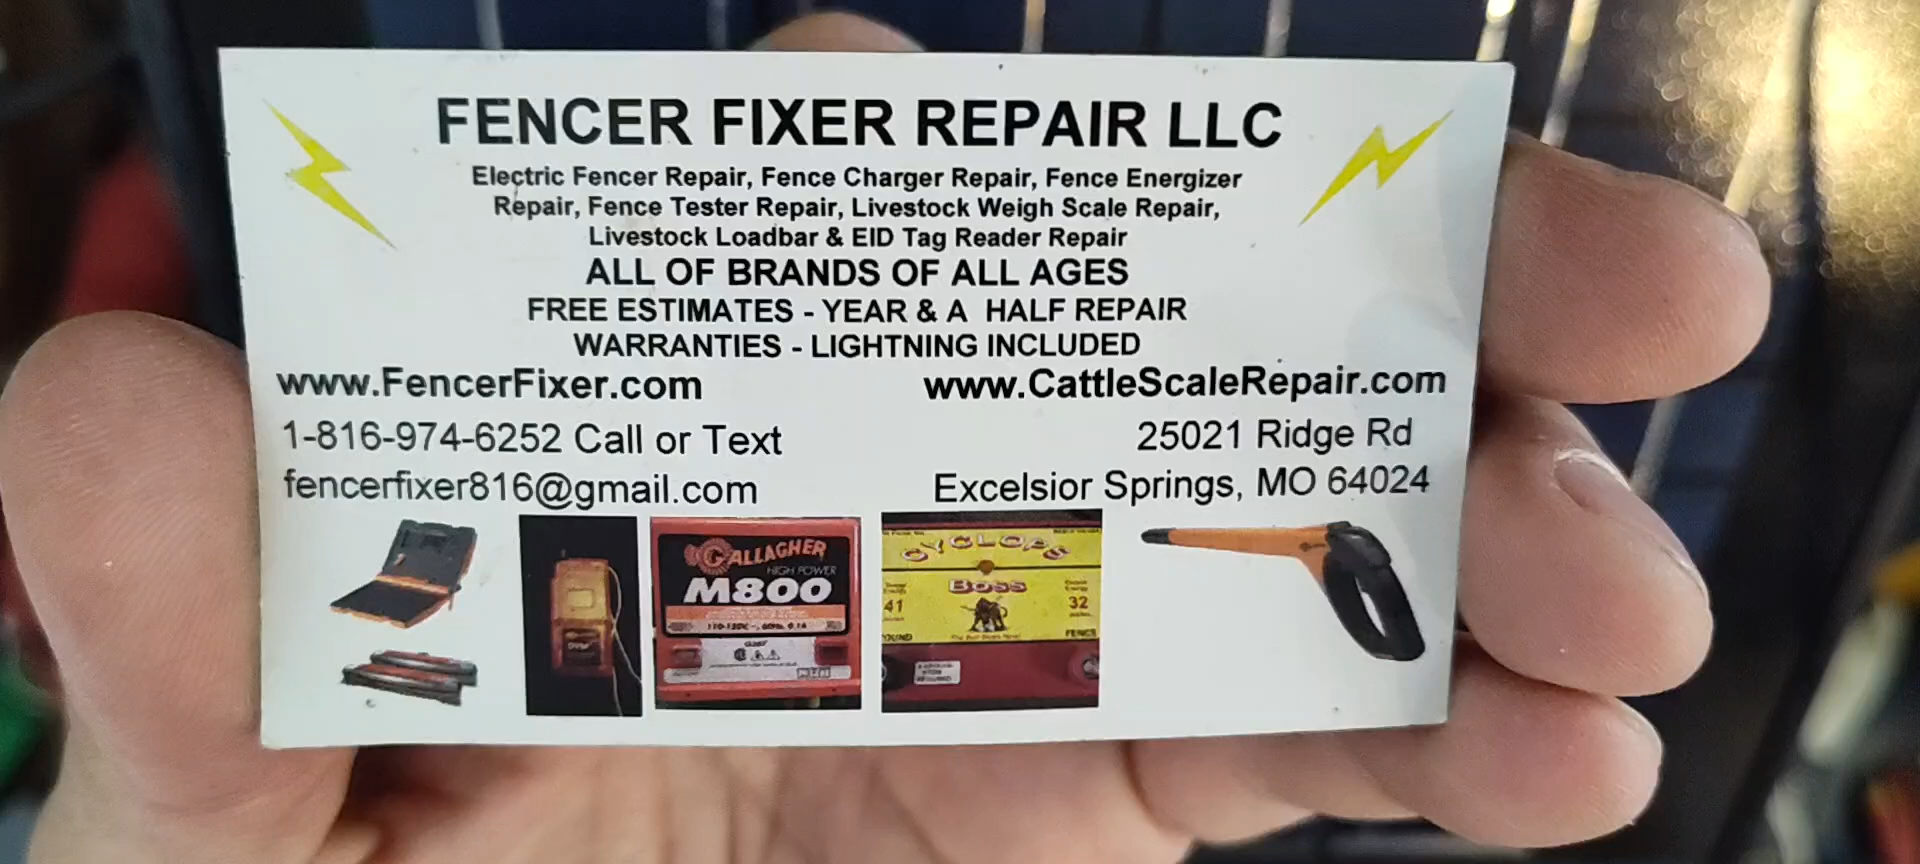 FENCER FIXER REPAIR LLC
Electric Fencer Repair, Fence Charger Repair, Fence Energizer
Repair, Fence Tester Repair, Livestock Weigh Scale Repair,
Livestock Loadbar & EID Tag Reader Repair
ALL OF BRANDS OF ALL AGES
FREE ESTIMATES - YEAR & A HALF REPAIR
WARRANTIES - LIGHTNING INCLUDED
www.FencerFixer.com
www.CattleScaleRepair.com
1-816-974-6252 Call or Text
25021 Ridge Rd
fencerfixer816@gmail.com
Excelsior Springs, MO 64024
GALLAGHER
HIGH POWER
M800
CYCLOPS
BOSS
41
32
FENCE